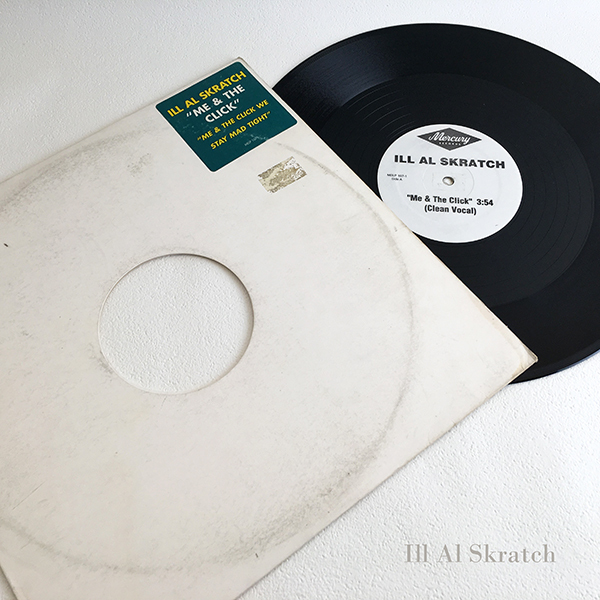 ILL AL SKRATCH
"ME & THE
CLICK"
"ME & THE CLICK WE
STAY MAD TIGHT"
Mercury
RECORDS
ILL AL SKRATCH
"Me & The Click" 3:54
(Clean Vocal)
Ill Al Skratch